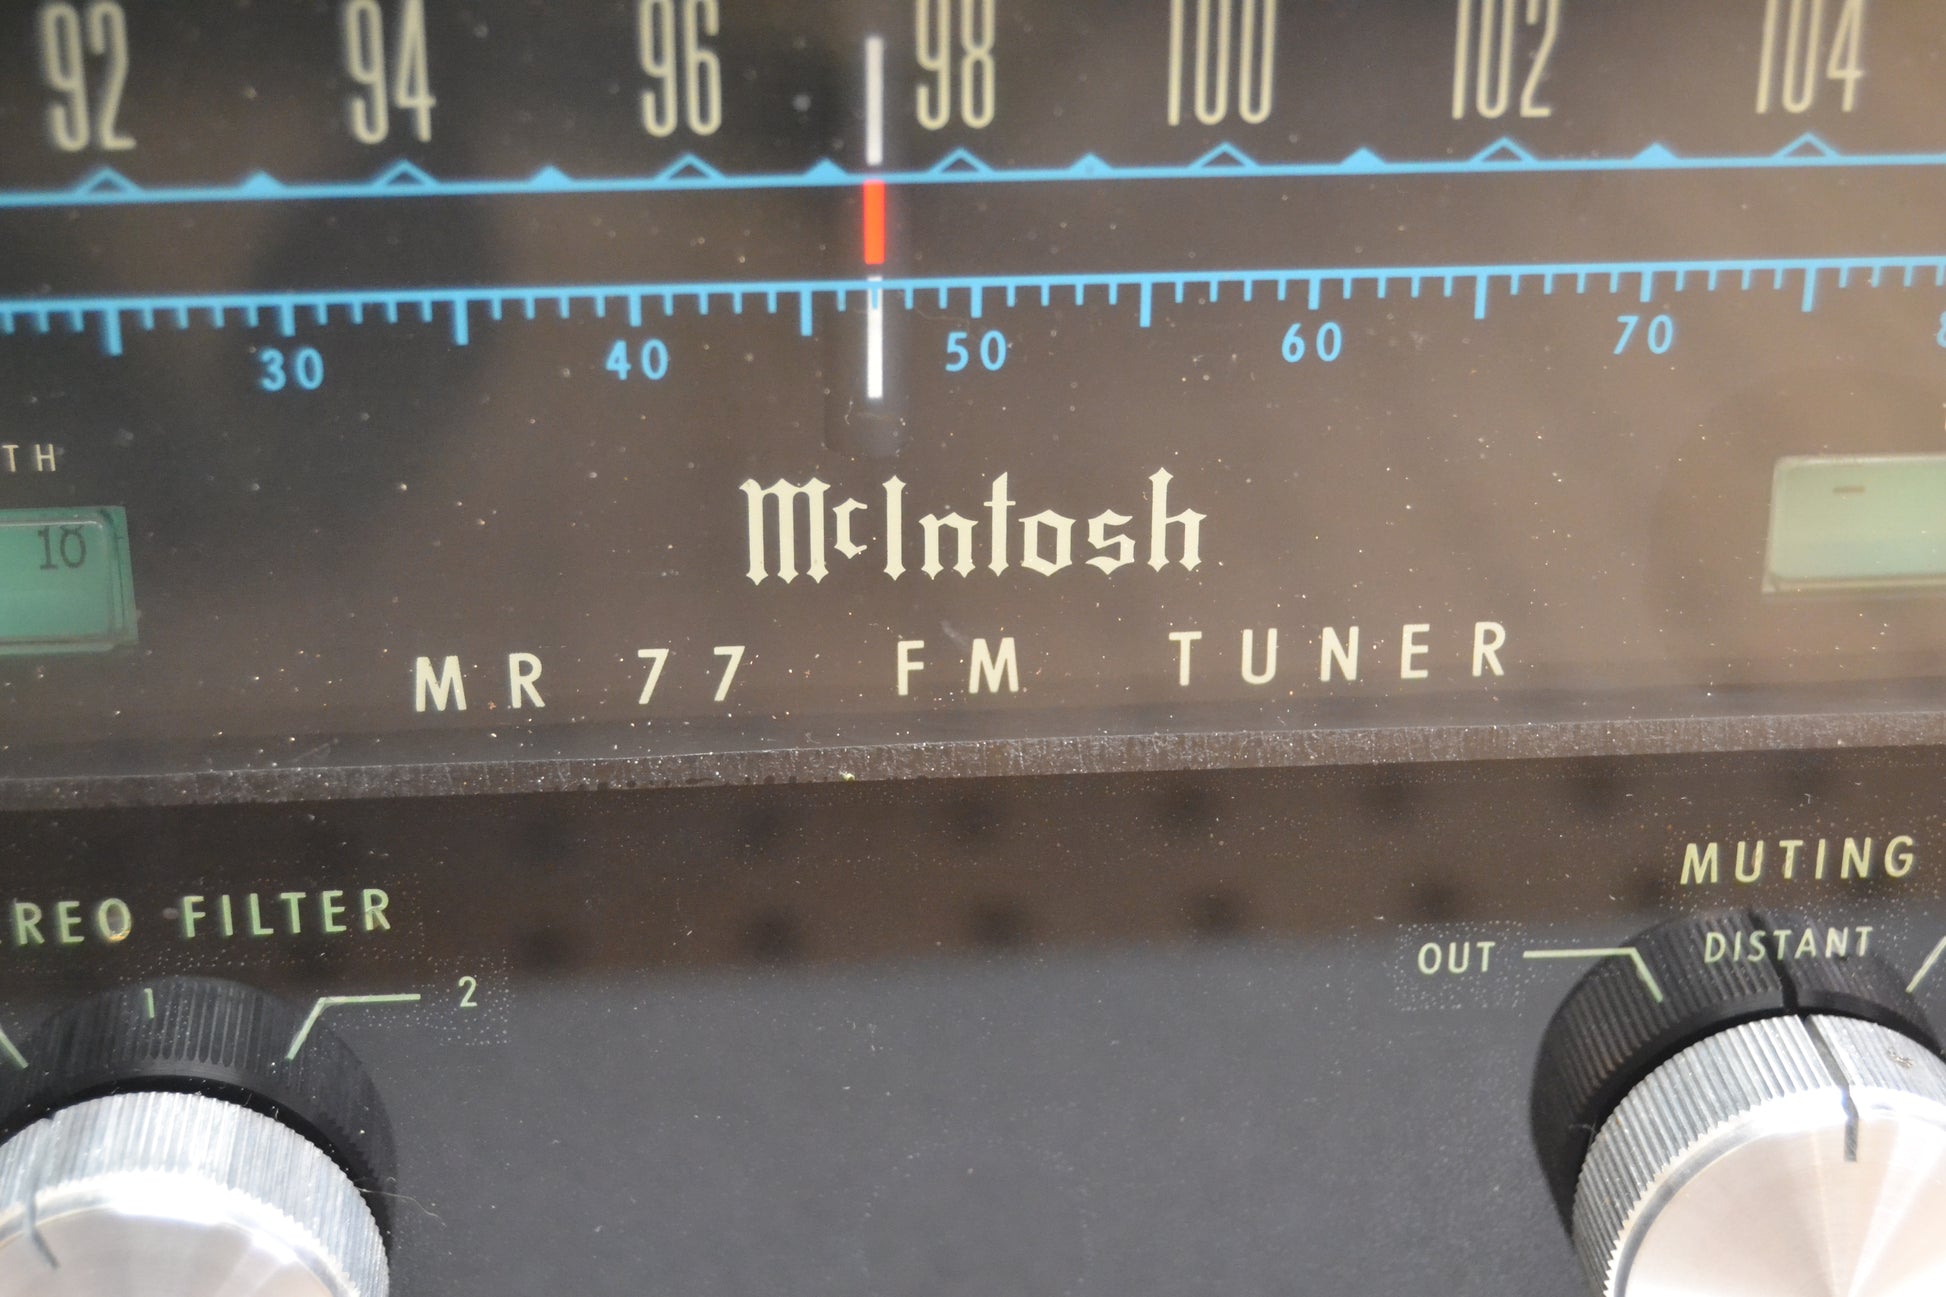 92 94 96 98 100 102 104
30 40 50 60 70
TH
10
McIntosh
MR 77 FM TUNER
REO FILTER
1 2
MUTING
OUT DISTANT